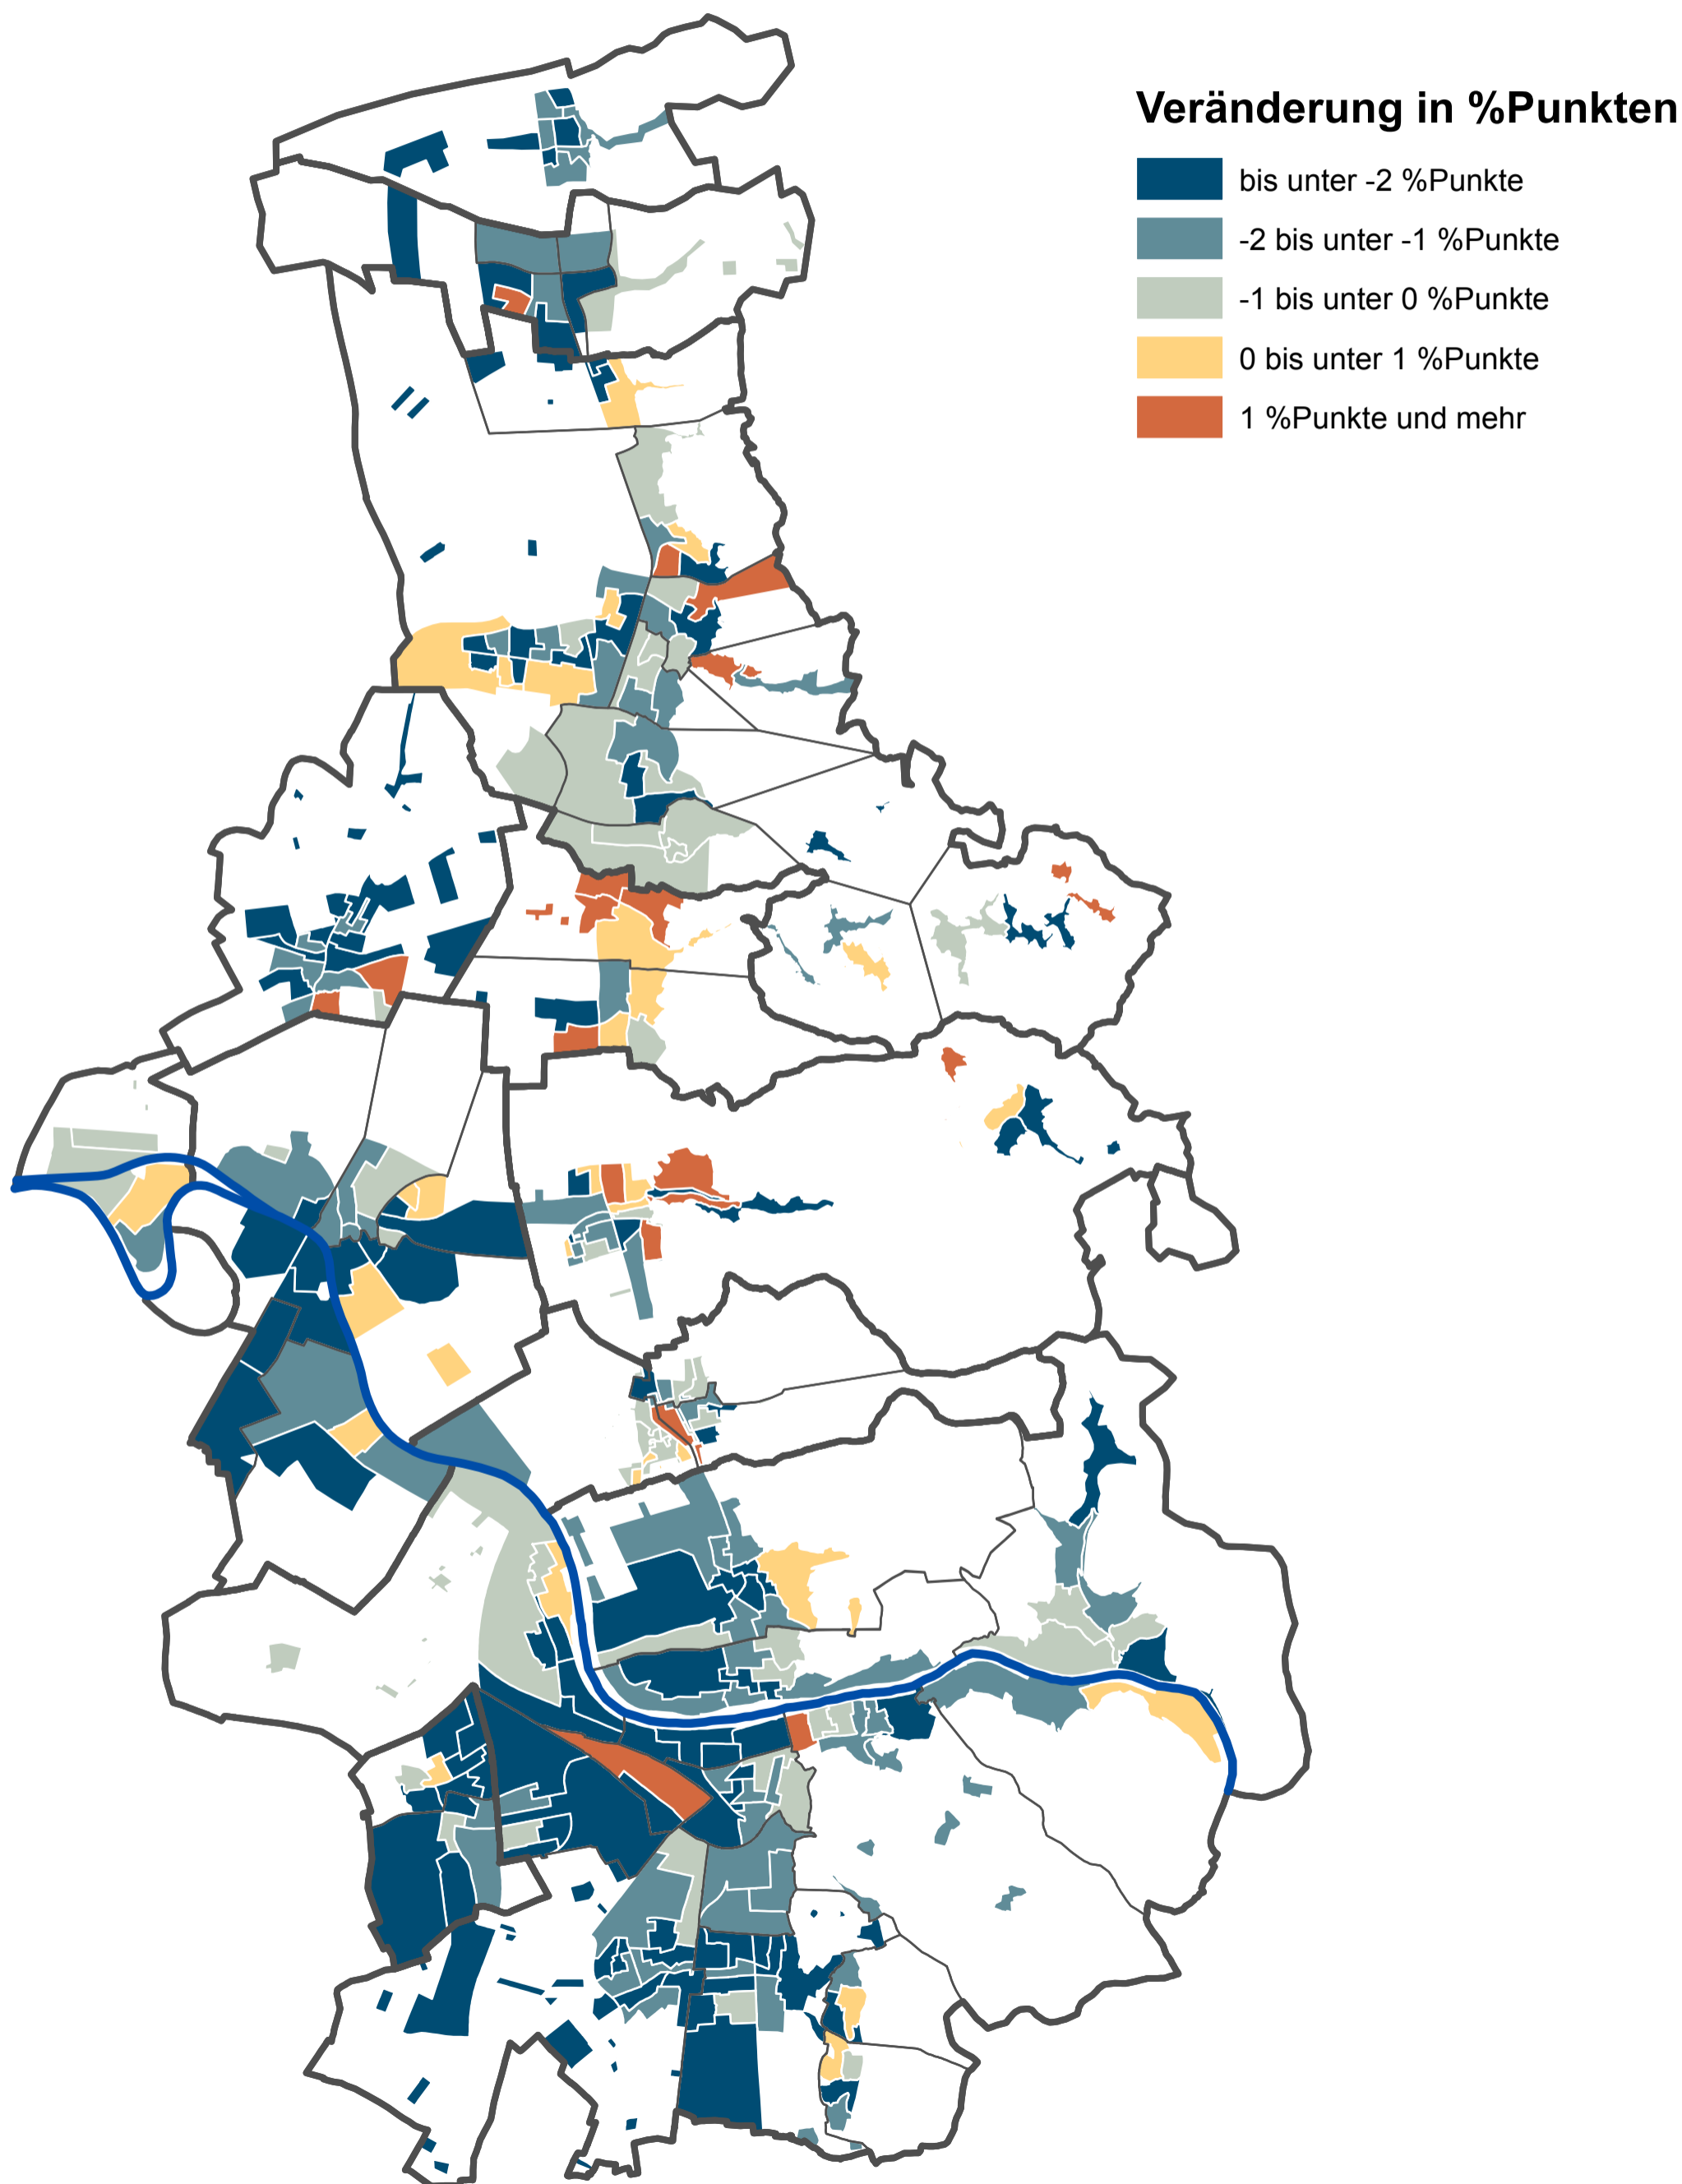 Veränderung in %Punkten
bis unter -2 %Punkte
-2 bis unter -1 %Punkte
-1 bis unter 0 %Punkte
0 bis unter 1 %Punkte
1 %Punkte und mehr